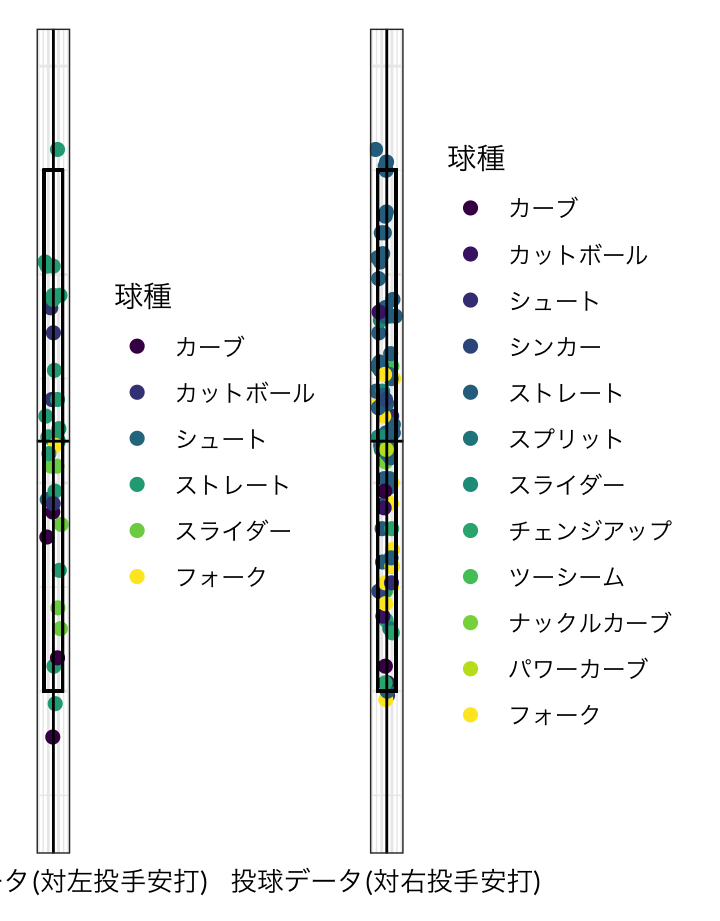 球種
カーブ
カットボール
シュート
ストレート
スライダー
フォーク
球種
カーブ
カットボール
シュート
シンカー
ストレート
スプリット
スライダー
チェンジアップ
ツーシーム
ナックルカーブ
パワーカーブ
フォーク
ータ(対左投手安打)
投球データ(対右投手安打)